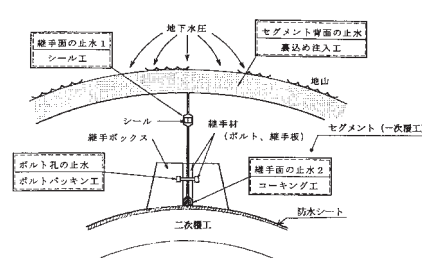 地下水圧
継手面の止水1
シール工
セグメント背面の止水
裏込め注入工
地山
シール
継手材
(ボルト、継手板)
継手ボックス
セグメント(一次覆工)
ボルト孔の止水
ボルトパッキン工
継手面の止水2
コーキング工
防水シート
二次覆工